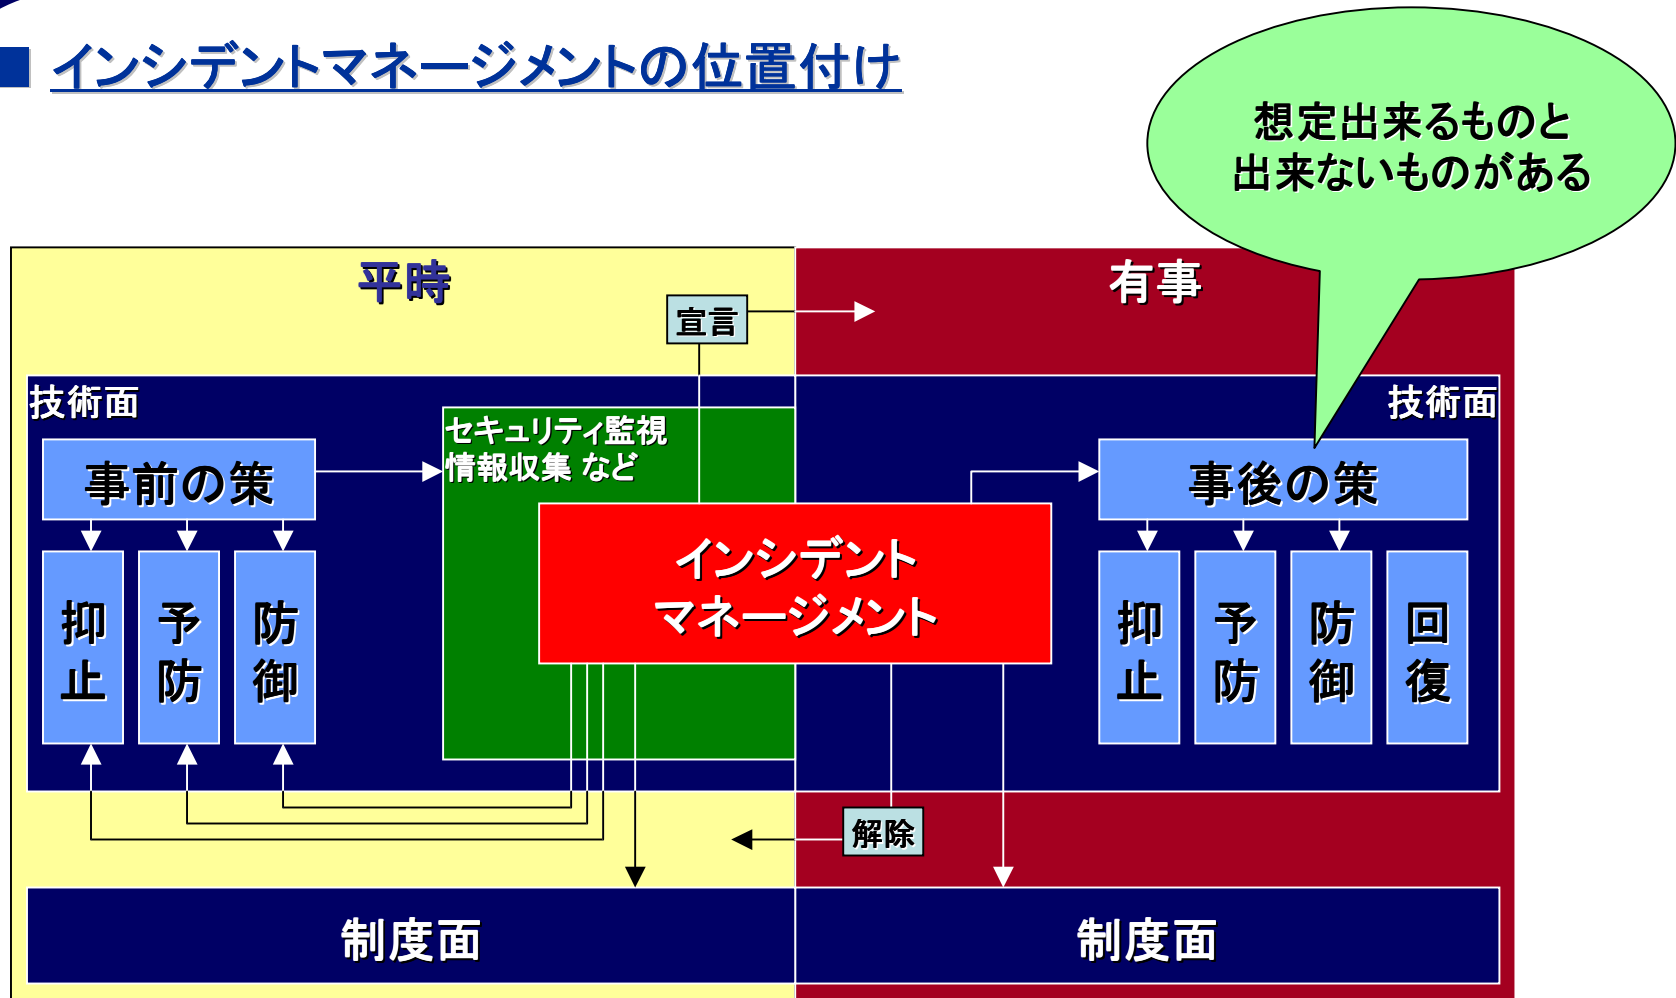 インシデントマネージメントの位置付け
想定出来るものと
出来ないものがある
平時
有事
宣言
技術面
技術面
セキュリティ監視
情報収集 など
事前の策
事後の策
インシデント
マネージメント
抑止
予防
防御
抑止
予防
防御
回復
解除
制度面
制度面